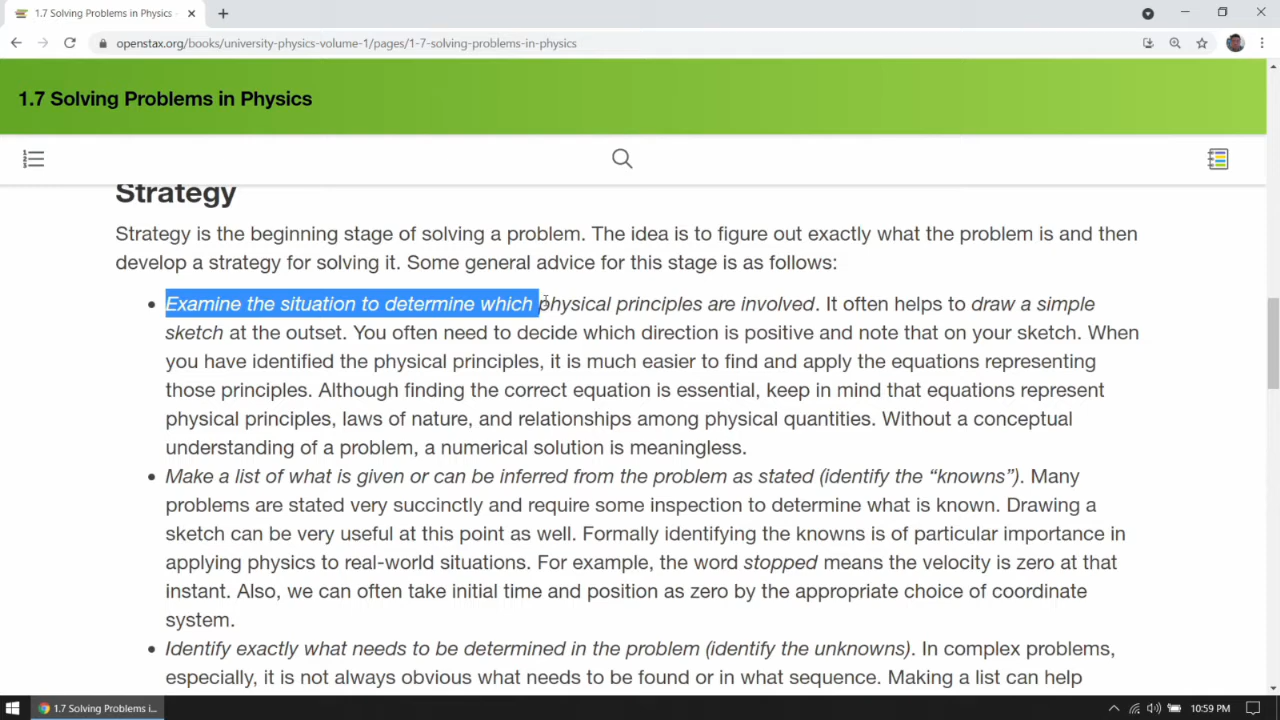 1.7 Solving Problems in Physics
openstax.org/books/university-physics-volume-1/pages/1-7-solving-problems-in-physics
1.7 Solving Problems in Physics
Strategy
Strategy is the beginning stage of solving a problem. The idea is to figure out exactly what the problem is and then
develop a strategy for solving it. Some general advice for this stage is as follows:
• Examine the situation to determine which physical principles are involved. It often helps to draw a simple
sketch at the outset. You often need to decide which direction is positive and note that on your sketch. When
you have identified the physical principles, it is much easier to find and apply the equations representing
those principles. Although finding the correct equation is essential, keep in mind that equations represent
physical principles, laws of nature, and relationships among physical quantities. Without a conceptual
understanding of a problem, a numerical solution is meaningless.
• Make a list of what is given or can be inferred from the problem as stated (identify the “knowns”). Many
problems are stated very succinctly and require some inspection to determine what is known. Drawing a
sketch can be very useful at this point as well. Formally identifying the knowns is of particular importance in
applying physics to real-world situations. For example, the word stopped means the velocity is zero at that
instant. Also, we can often take initial time and position as zero by the appropriate choice of coordinate
system.
• Identify exactly what needs to be determined in the problem (identify the unknowns). In complex problems,
especially, it is not always obvious what needs to be found or in what sequence. Making a list can help
1.7 Solving Problems i...
10:59 PM